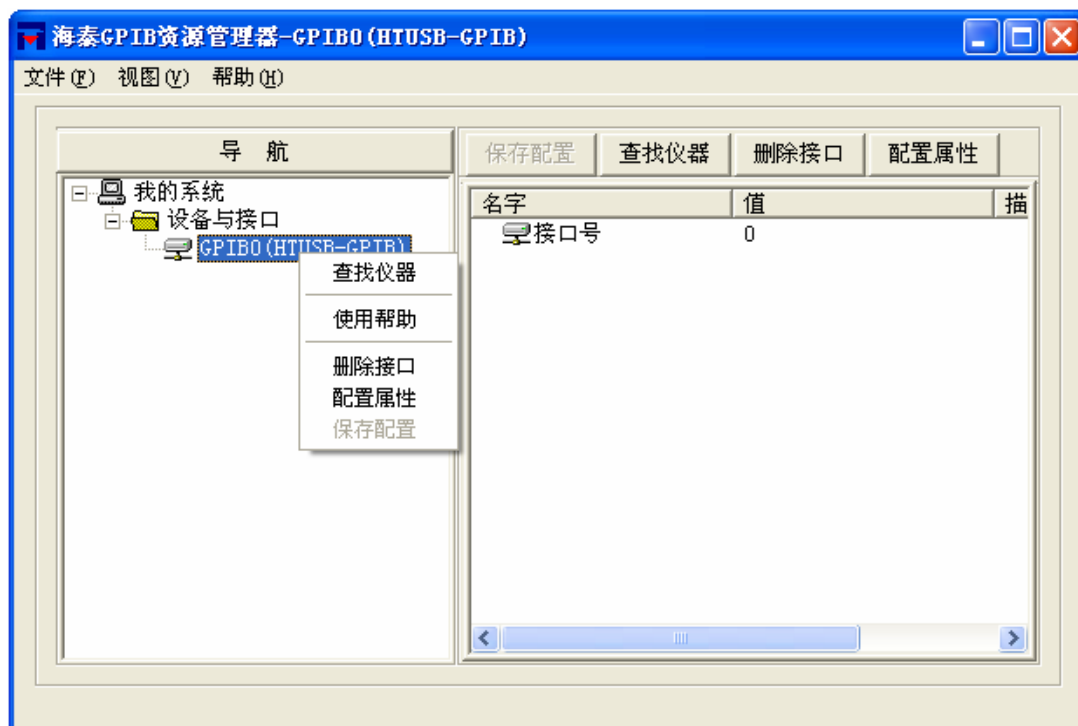 海泰GPIB资源管理器-GPIB0(HTUSB-GPIB)
文件(F) 视图(V) 帮助(H)
导 航
保存配置 查找仪器 删除接口 配置属性
我的系统
设备与接口
GPIB0(HTUSB-GPIB)
名字 值 描
接口号 0
查找仪器
使用帮助
删除接口
配置属性
保存配置